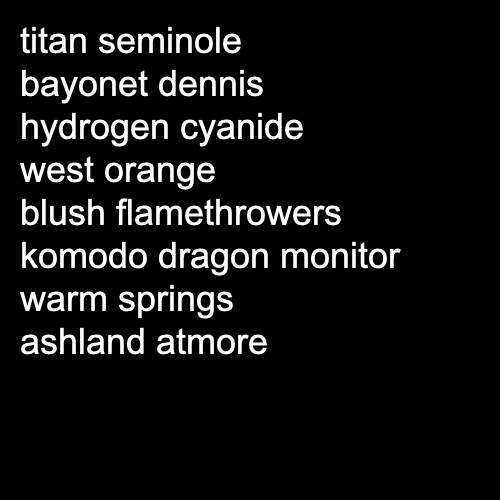 titan seminole
bayonet dennis
hydrogen cyanide
west orange
blush flamethrowers
komodo dragon monitor
warm springs
ashland atmore